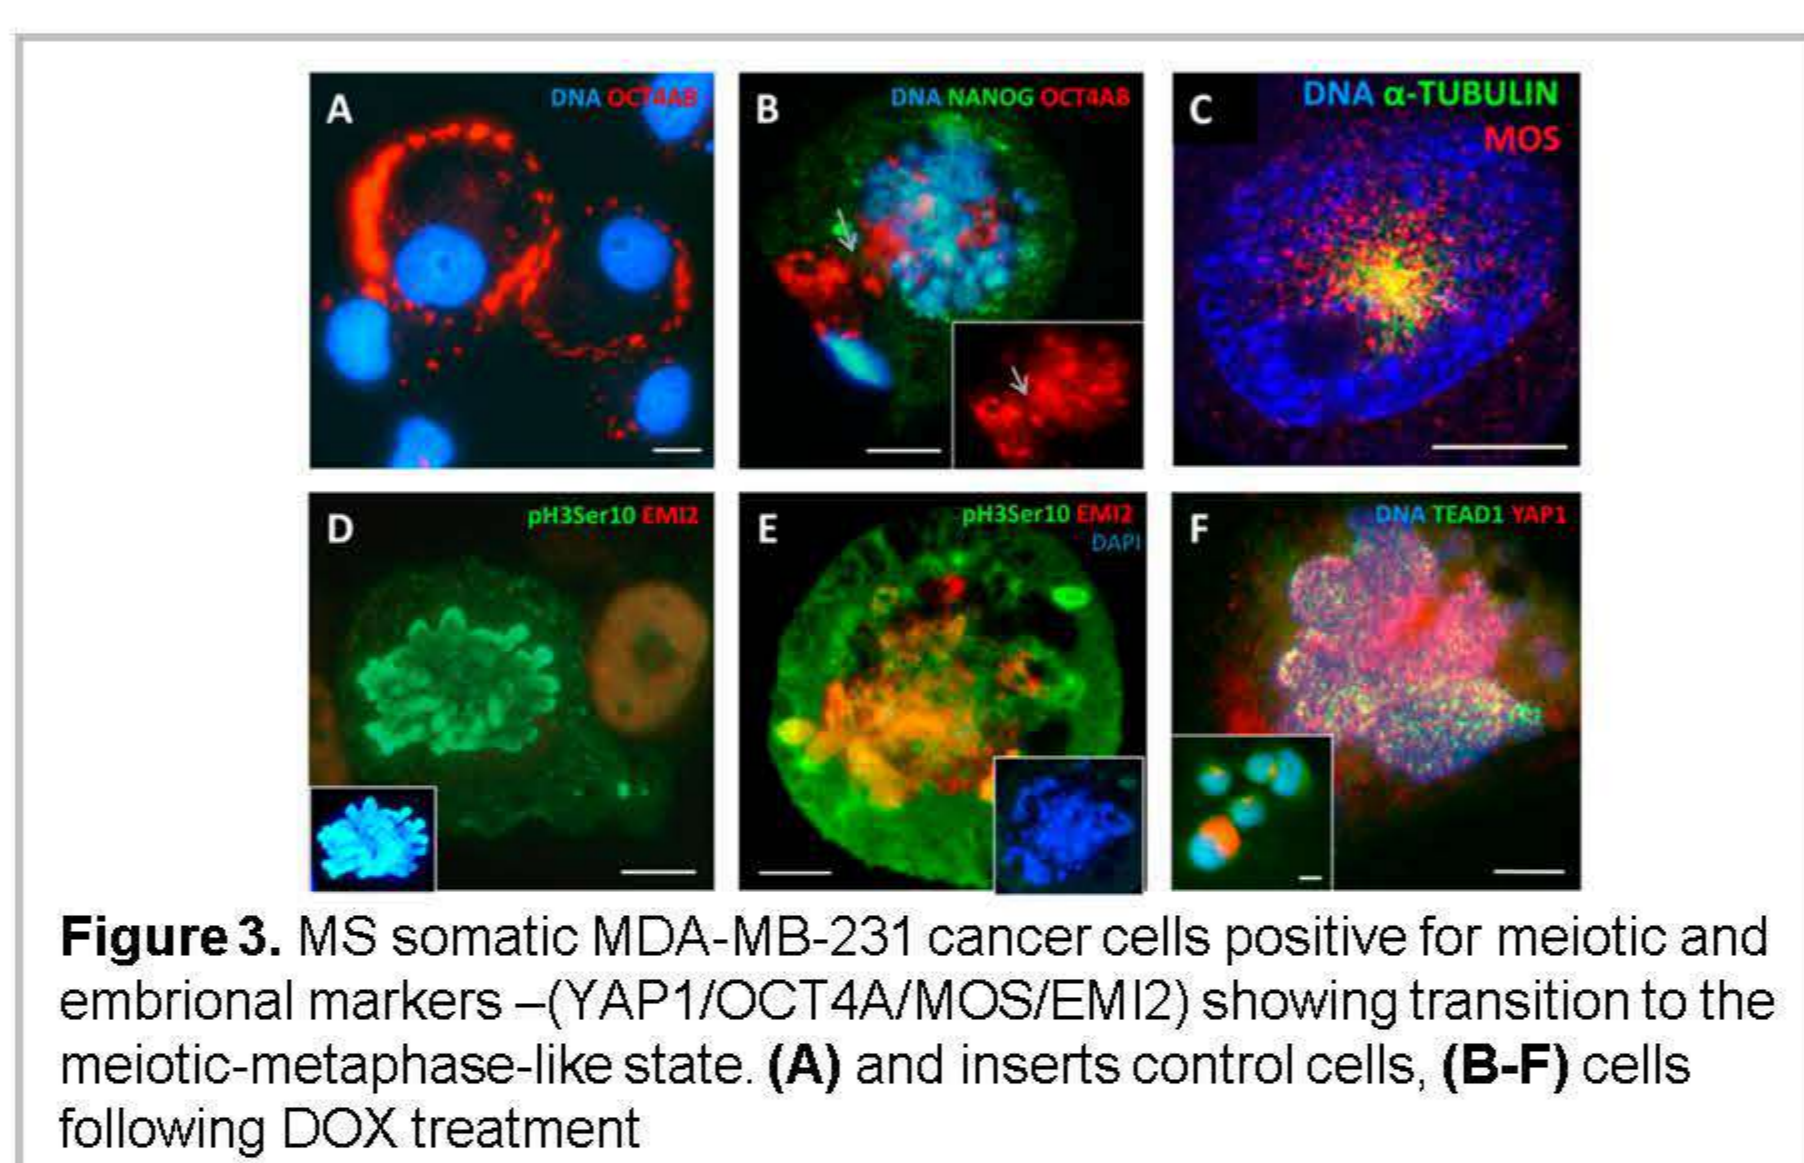 A
DNA OCT4AB
B
DNA NANOG OCT4AB
C
DNA α-TUBULIN
MOS
D
pH3Ser10 EMI2
E
pH3Ser10 EMI2
DAPI
F
DNA TEAD1 YAP1
Figure 3. MS somatic MDA-MB-231 cancer cells positive for meiotic and
embrional markers –(YAP1/OCT4A/MOS/EMI2) showing transition to the
meiotic-metaphase-like state. (A) and inserts control cells, (B-F) cells
following DOX treatment